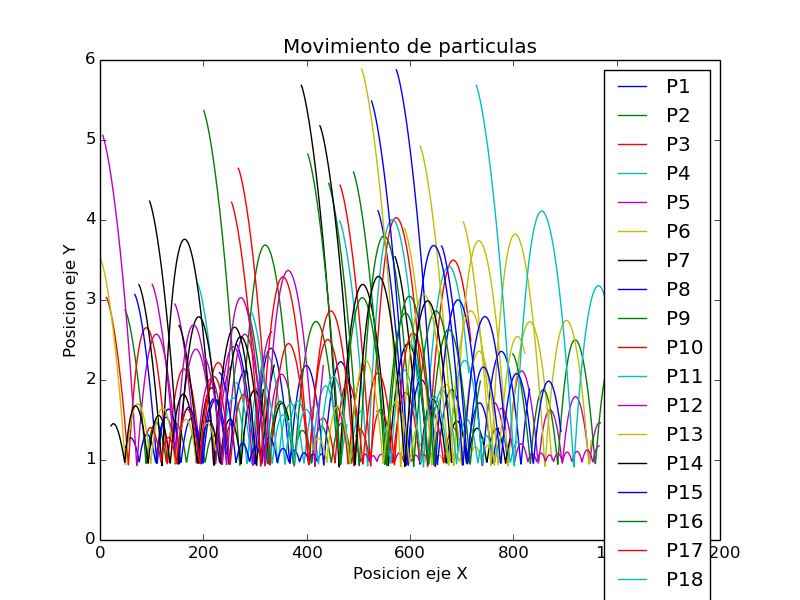 Movimiento de particulas
6
5
4
3
2
1
0
Posicion eje Y
0 200 400 600 800 1 200
Posicion eje X
P1
P2
P3
P4
P5
P6
P7
P8
P9
P10
P11
P12
P13
P14
P15
P16
P17
P18